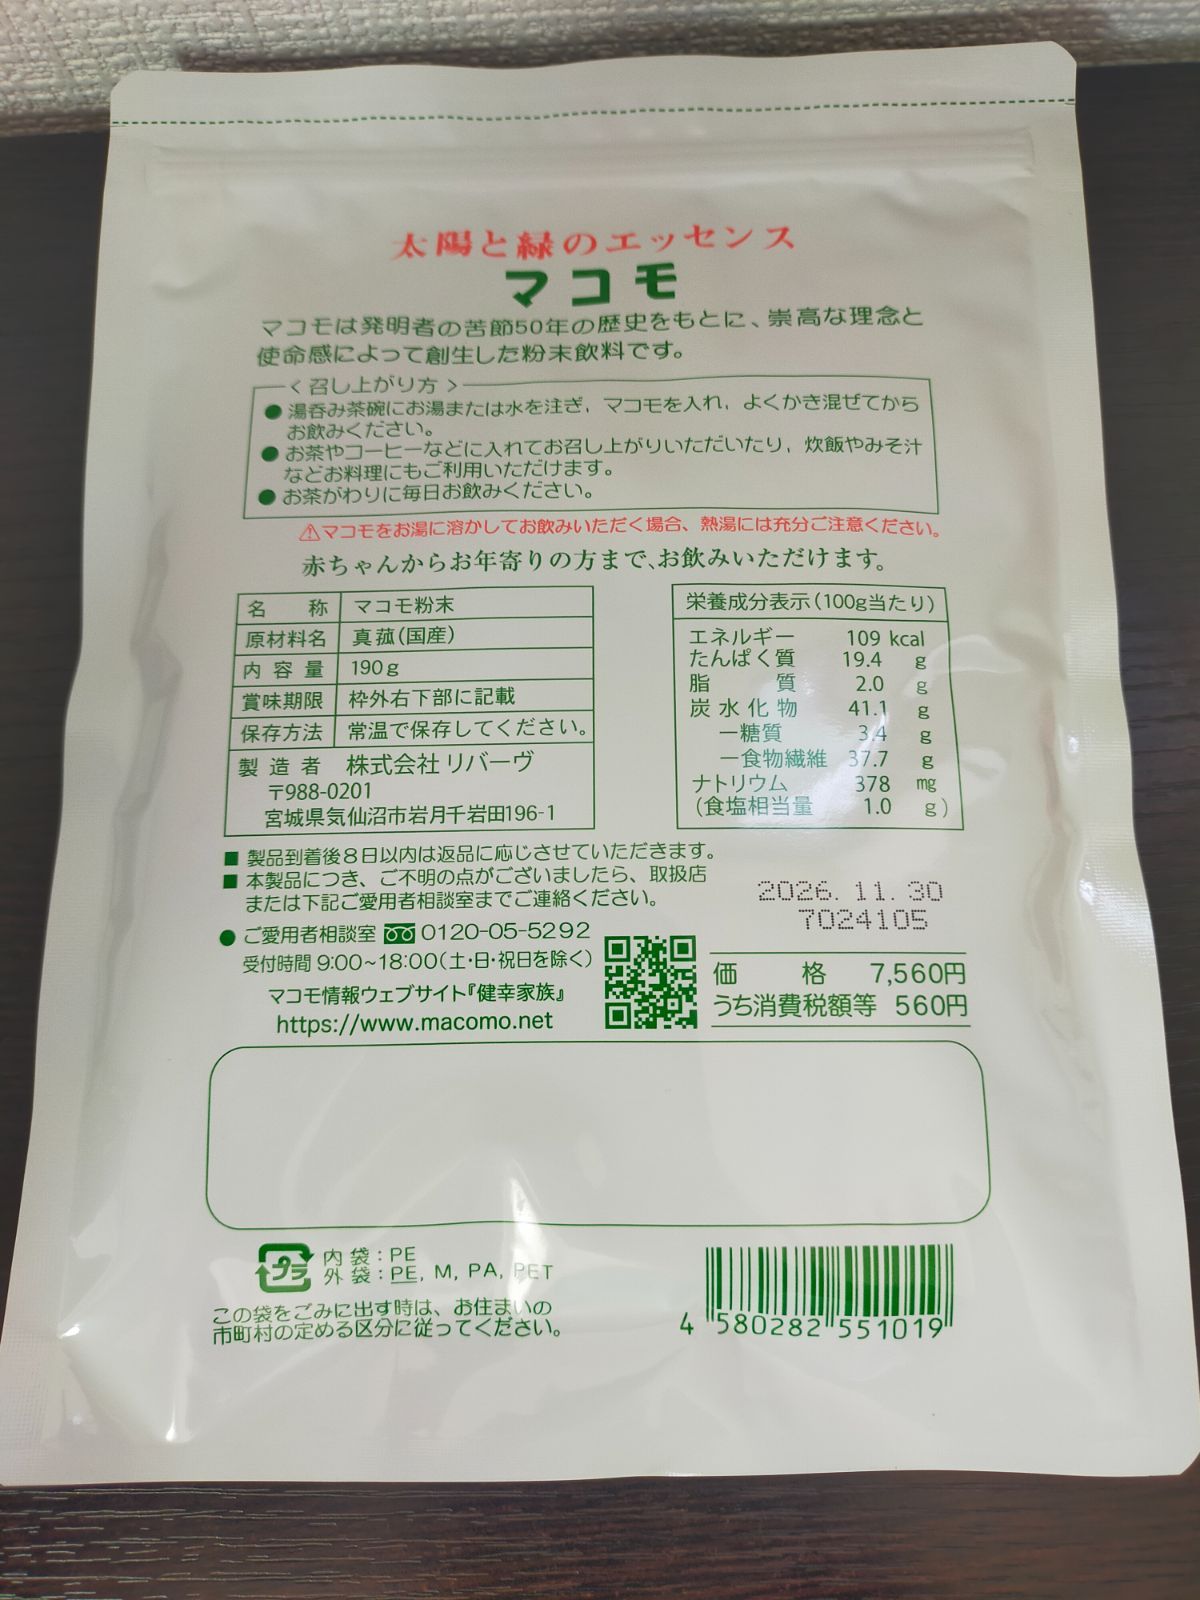 太陽と緑のエッセンス
マコモ
マコモは発明者の苦節50年の歴史をもとに、崇高な理念と
使命感によって創生した粉末飲料です。
＜召し上がり方＞
●湯呑み茶碗にお湯または水を注ぎ，マコモを入れ，よくかき混ぜてから
お飲みください。
●お茶やコーヒーなどに入れてお召し上がりいただいたり，炊飯やみそ汁
などお料理にもご利用いただけます。
●お茶がわりに毎日お飲みください。
⚠マコモをお湯に溶かしてお飲みいただく場合、熱湯には充分ご注意ください。
赤ちゃんからお年寄りの方まで、お飲みいただけます。
名 称 マコモ粉末
原材料名 真菰(国産)
内容量 190g
賞味期限 枠外右下部に記載
保存方法 常温で保存してください。
製造者 株式会社リバーヴ
〒988-0201
宮城県気仙沼市岩月千岩田196-1
栄養成分表示(100g当たり)
エネルギー 109 kcal
たんぱく質 19.4 g
脂質 2.0 g
炭水化物 41.1 g
ー糖質 3.4 g
ー食物繊維 37.7 g
ナトリウム 378 mg
(食塩相当量 1.0 g)
■製品到着後8日以内は返品に応じさせていただきます。
■本製品につき、ご不明の点がございましたら、取扱店
または下記ご愛用者相談室までご連絡ください。
●ご愛用者相談室 0120-05-5292
受付時間 9:00~18:00(土・日・祝日を除く)
マコモ情報ウェブサイト『健幸家族』
https://www.macomo.net
2026. 11. 30
7024105
価 格 7,560円
うち消費税額等 560円
プラ
内袋：PE
外袋：PE, M, PA, PET
この袋をごみに出す時は、お住まいの
市町村の定める区分に従ってください。
4 580282 551019